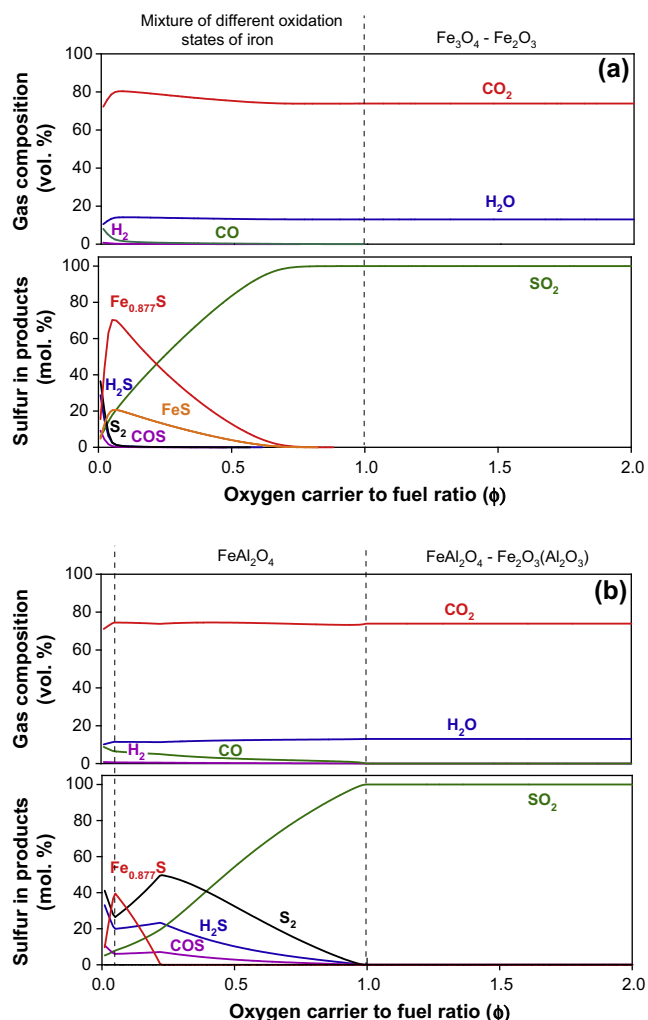 Mixture of different oxidation
states of iron
Fe₃O₄ - Fe₂O₃
(a)
100
80
60
40
20
0
Gas composition
(vol. %)
CO₂
H₂O
H₂
CO
100
80
60
40
20
0
Sulfur in products
(mol. %)
SO₂
Fe₀.₈₇₇S
H₂S
FeS
S₂
COS
0.0 0.5 1.0 1.5 2.0
Oxygen carrier to fuel ratio (ϕ)
FeAl₂O₄
FeAl₂O₄ - Fe₂O₃(Al₂O₃)
(b)
100
80
60
40
20
0
Gas composition
(vol. %)
CO₂
H₂O
H₂
CO
100
80
60
40
20
0
Sulfur in products
(mol. %)
SO₂
Fe₀.₈₇₇S
S₂
H₂S
COS
0.0 0.5 1.0 1.5 2.0
Oxygen carrier to fuel ratio (ϕ)